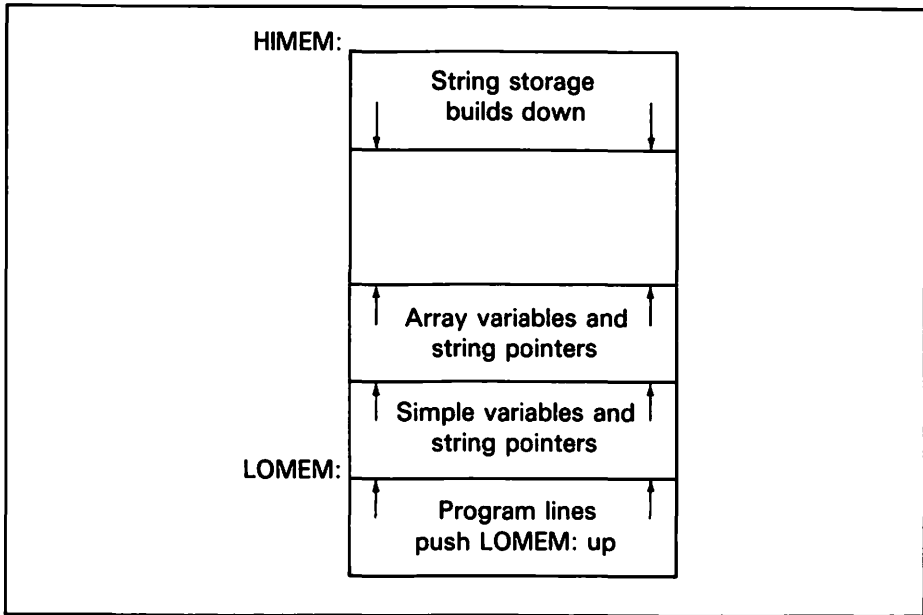 HIMEM:
String storage
builds down
Array variables and
string pointers
Simple variables and
string pointers
LOMEM:
Program lines
push LOMEM: up